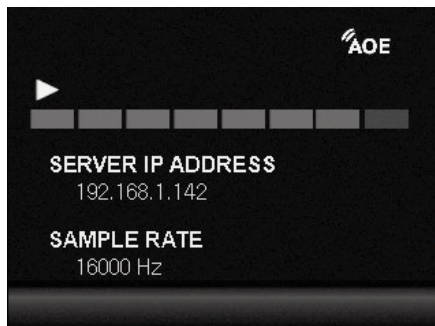 AOE
SERVER IP ADDRESS
192.168.1.142
SAMPLE RATE
16000 Hz